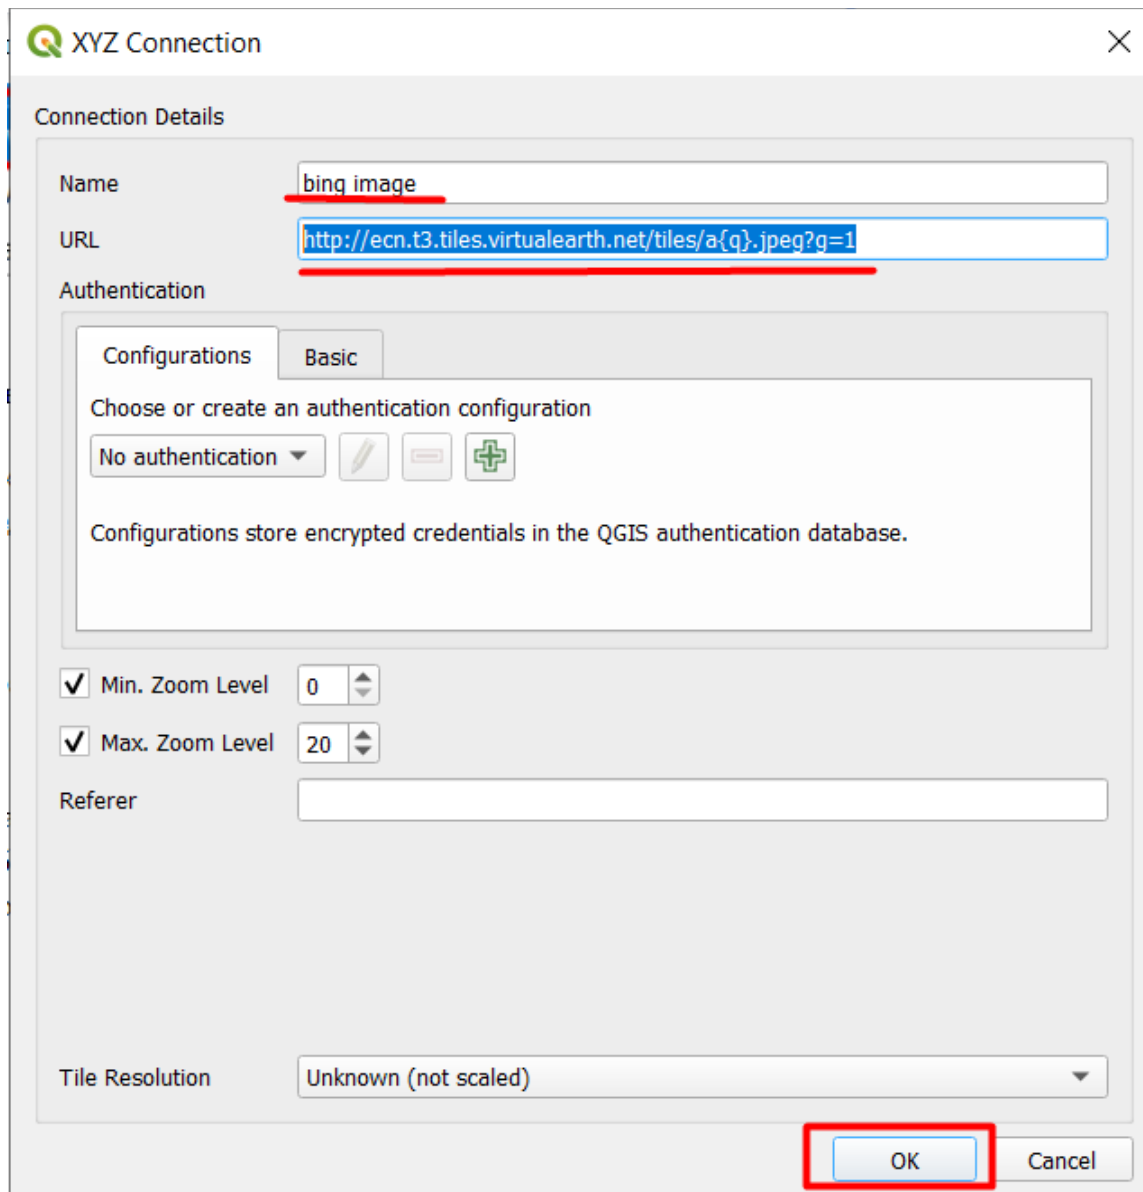 XYZ Connection
Connection Details
Name bing image
URL http://ecn.t3.tiles.virtualearth.net/tiles/a{q}.jpeg?g=1
Authentication
Configurations Basic
Choose or create an authentication configuration
No authentication
Configurations store encrypted credentials in the QGIS authentication database.
Min. Zoom Level 0
Max. Zoom Level 20
Referer
Tile Resolution Unknown (not scaled)
OK Cancel